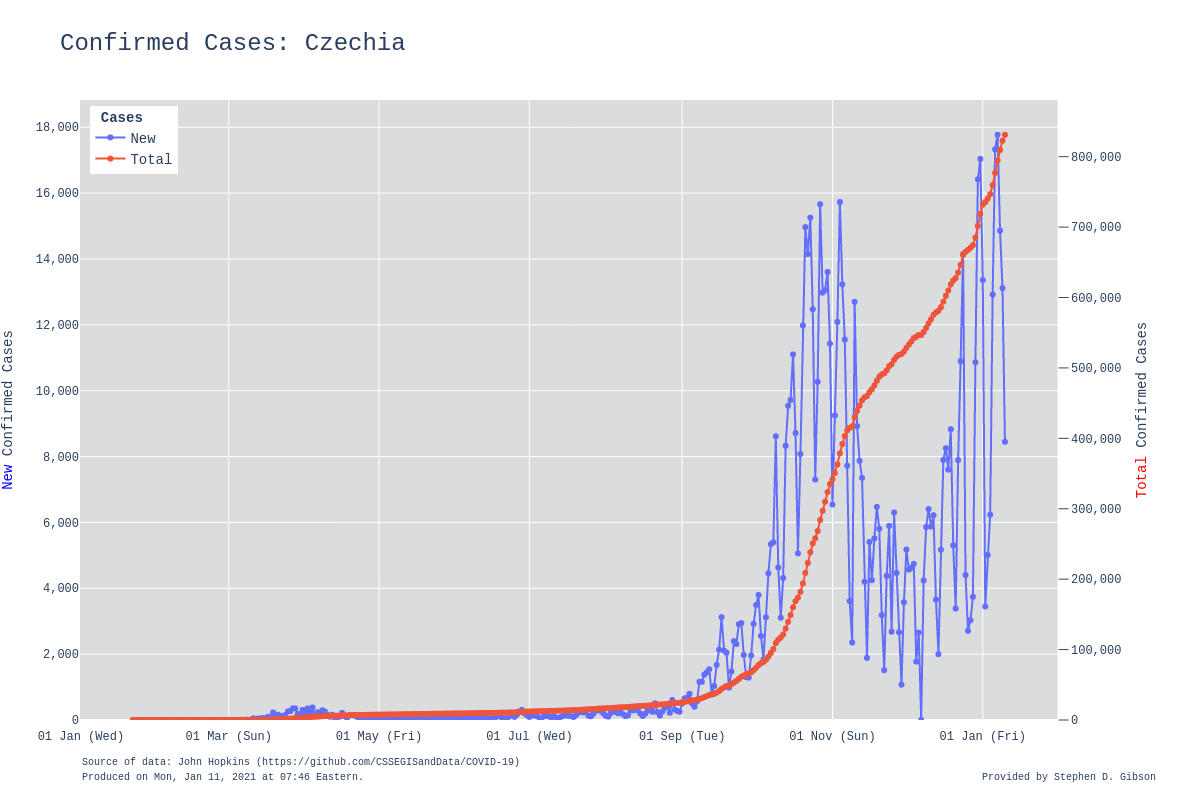 Confirmed Cases: Czechia
Cases
New
Total
18,000
16,000
14,000
12,000
10,000
8,000
6,000
4,000
2,000
0
New Confirmed Cases
800,000
700,000
600,000
500,000
400,000
300,000
200,000
100,000
0
Total Confirmed Cases
01 Jan (Wed)
01 Mar (Sun)
01 May (Fri)
01 Jul (Wed)
01 Sep (Tue)
01 Nov (Sun)
01 Jan (Fri)
Source of data: John Hopkins (https://github.com/CSSEGISandData/COVID-19)
Produced on Mon, Jan 11, 2021 at 07:46 Eastern.
Provided by Stephen D. Gibson